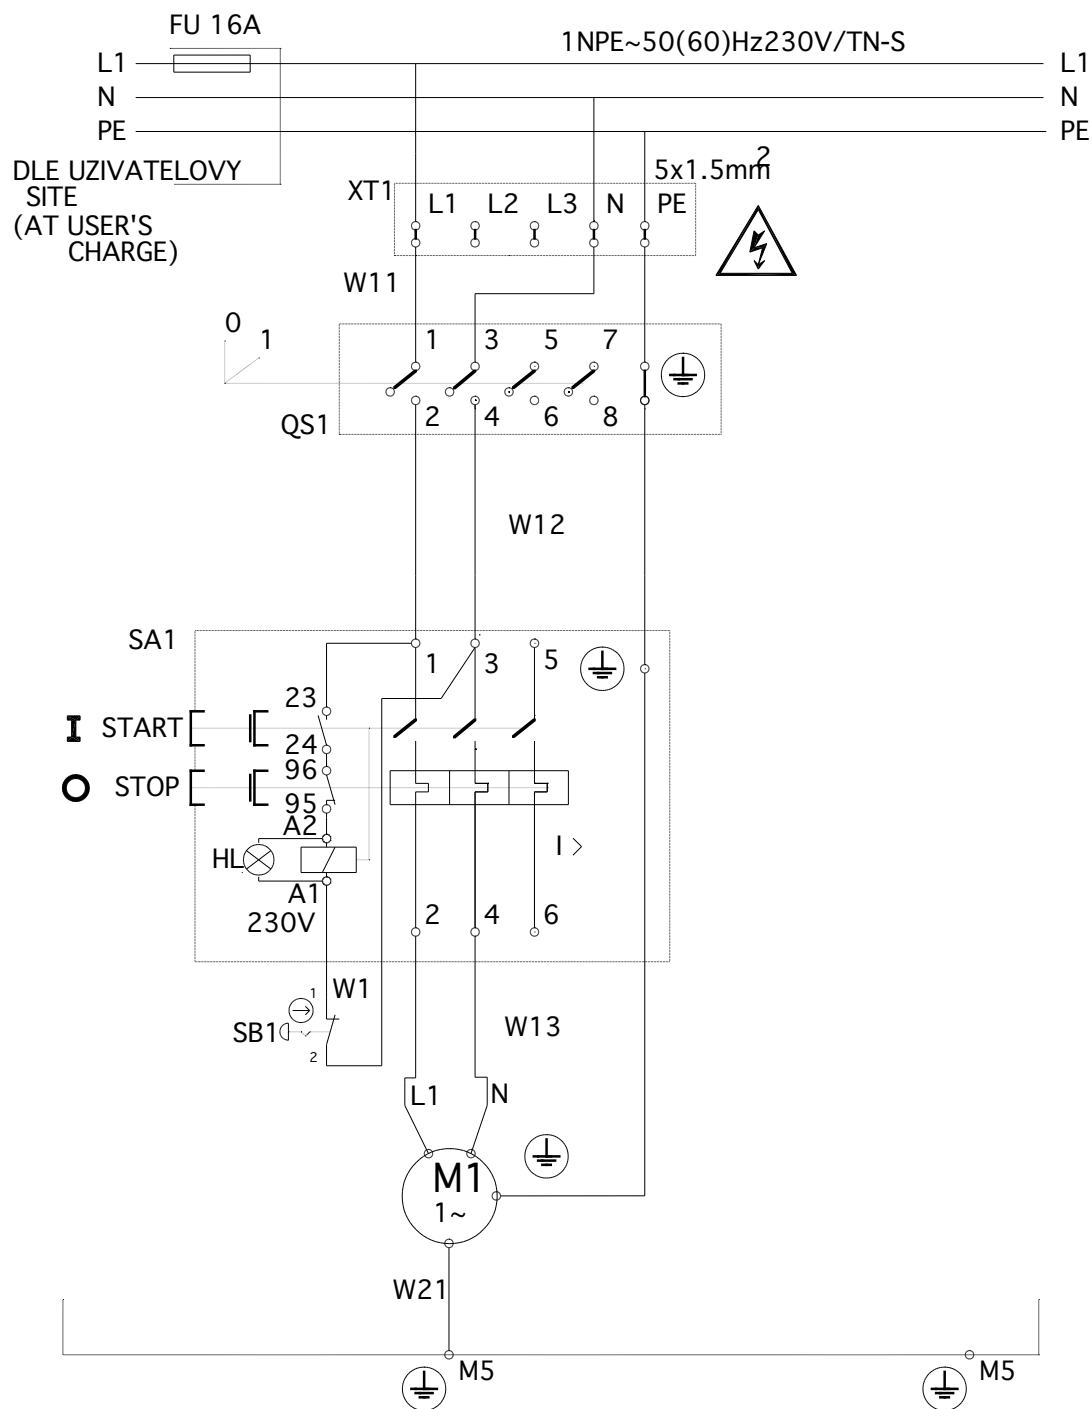 FU 16A
1NPE~50(60)Hz230V/TN-S
L1 L1
N N
PE PE
DLE UZIVATELOVY
SITE
(AT USER'S
CHARGE)
5x1.5mm2
XT1 L1 L2 L3 N PE
W11
0 1
1 3 5 7
QS1 2 4 6 8
W12
SA1
1 3 5
23
I START
24
96
O STOP
95
A2
HL
I >
A1
230V
2 4 6
1 W1
SB1
2
W13
L1 N
M1
1~
W21
M5 M5